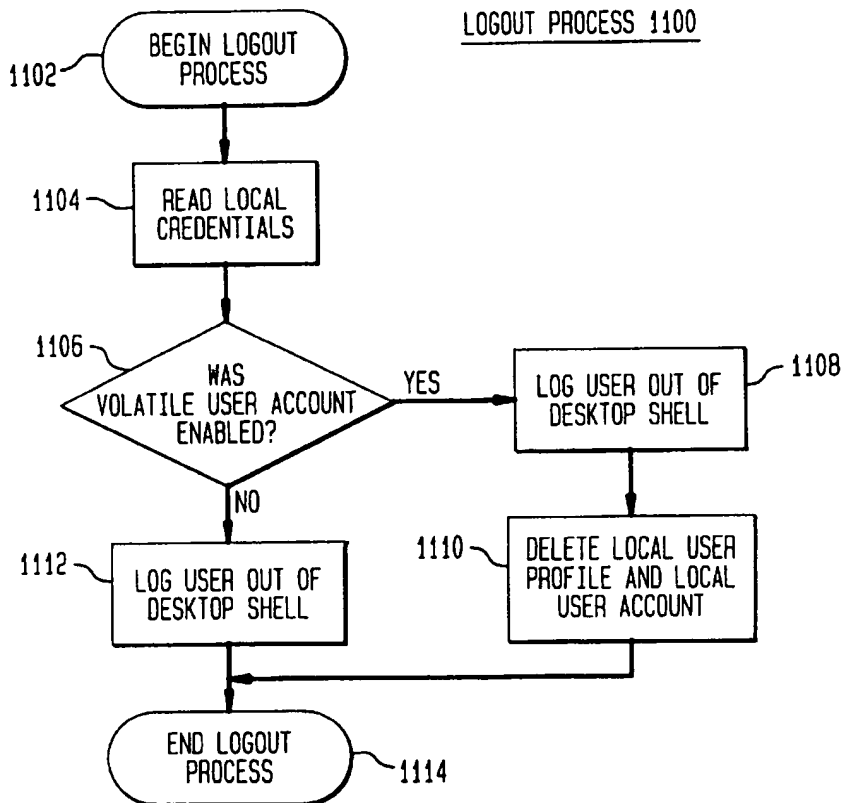 LOGOUT PROCESS 1100
BEGIN LOGOUT
PROCESS
1102
READ LOCAL
CREDENTIALS
1104
1106
WAS
VOLATILE USER ACCOUNT
ENABLED?
YES
LOG USER OUT OF
DESKTOP SHELL
1108
NO
1110
DELETE LOCAL USER
PROFILE AND LOCAL
USER ACCOUNT
1112
LOG USER OUT OF
DESKTOP SHELL
END LOGOUT
PROCESS
1114